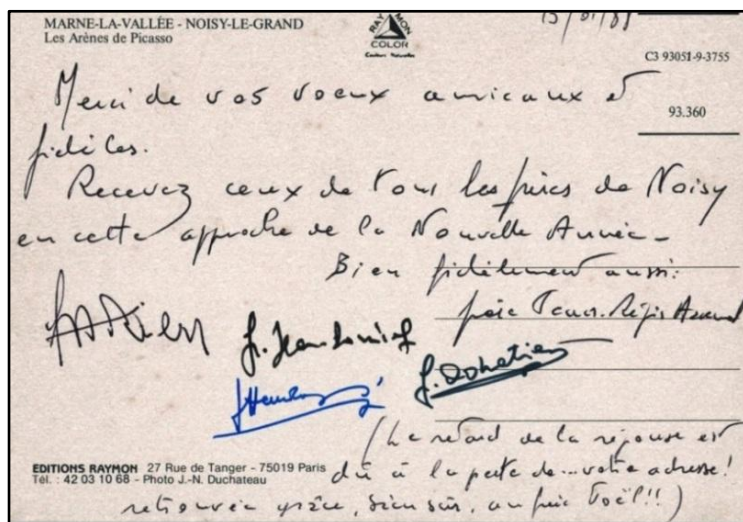 MARNE-LA-VALLÉE - NOISY-LE-GRAND
Les Arènes de Picasso
RAYMON
COLOR
C3 93051-9-3755
93.360
Merci de vos voeux amicaux et
fidèles.
Recevez ceux de tous les frères de Noisy
en cette approche de la Nouvelle Année.
Bien fidèlement aussi.
frère Jean-Régis
(Le retard de la réponse est
dû à la perte de... votre adresse!
retrouvée grâce, bien sûr, au père Noël!!)
EDITIONS RAYMON 27 Rue de Tanger - 75019 Paris
Tél. : 42 03 10 68 - Photo J.-N. Duchateau